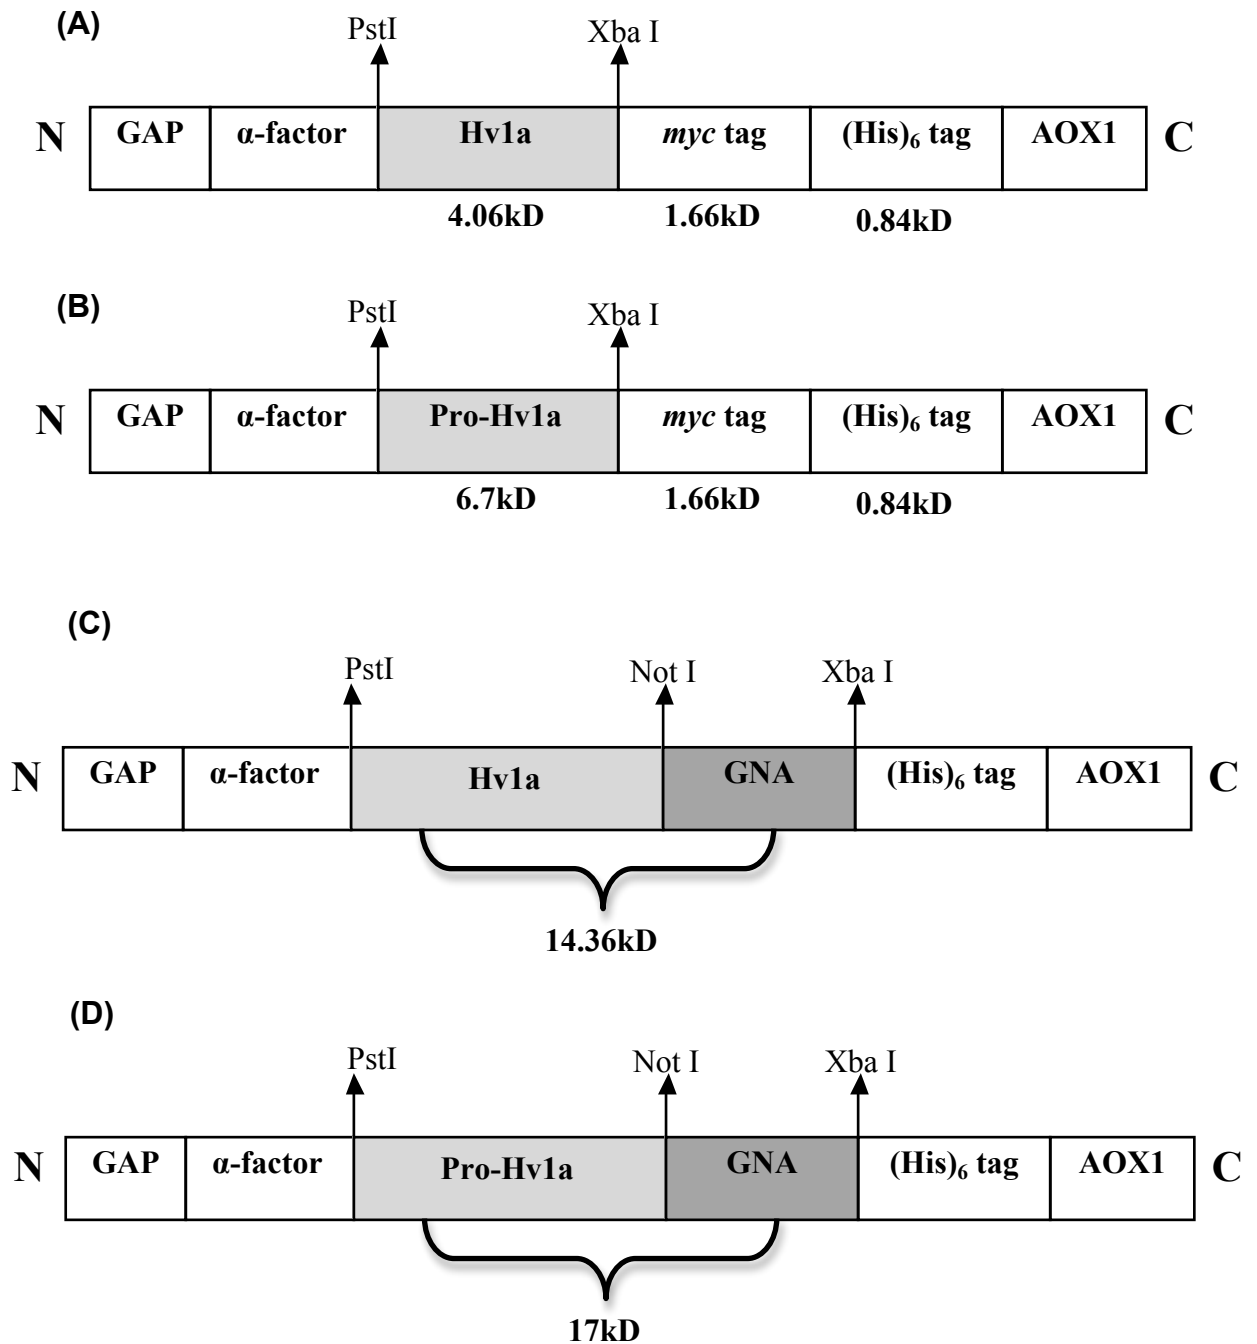 (A)
PstI Xba I
N GAP α-factor Hv1a myc tag (His)₆ tag AOX1 C
4.06kD 1.66kD 0.84kD
(B)
PstI Xba I
N GAP α-factor Pro-Hv1a myc tag (His)₆ tag AOX1 C
6.7kD 1.66kD 0.84kD
(C)
PstI Not I Xba I
N GAP α-factor Hv1a GNA (His)₆ tag AOX1 C
14.36kD
(D)
PstI Not I Xba I
N GAP α-factor Pro-Hv1a GNA (His)₆ tag AOX1 C
17kD